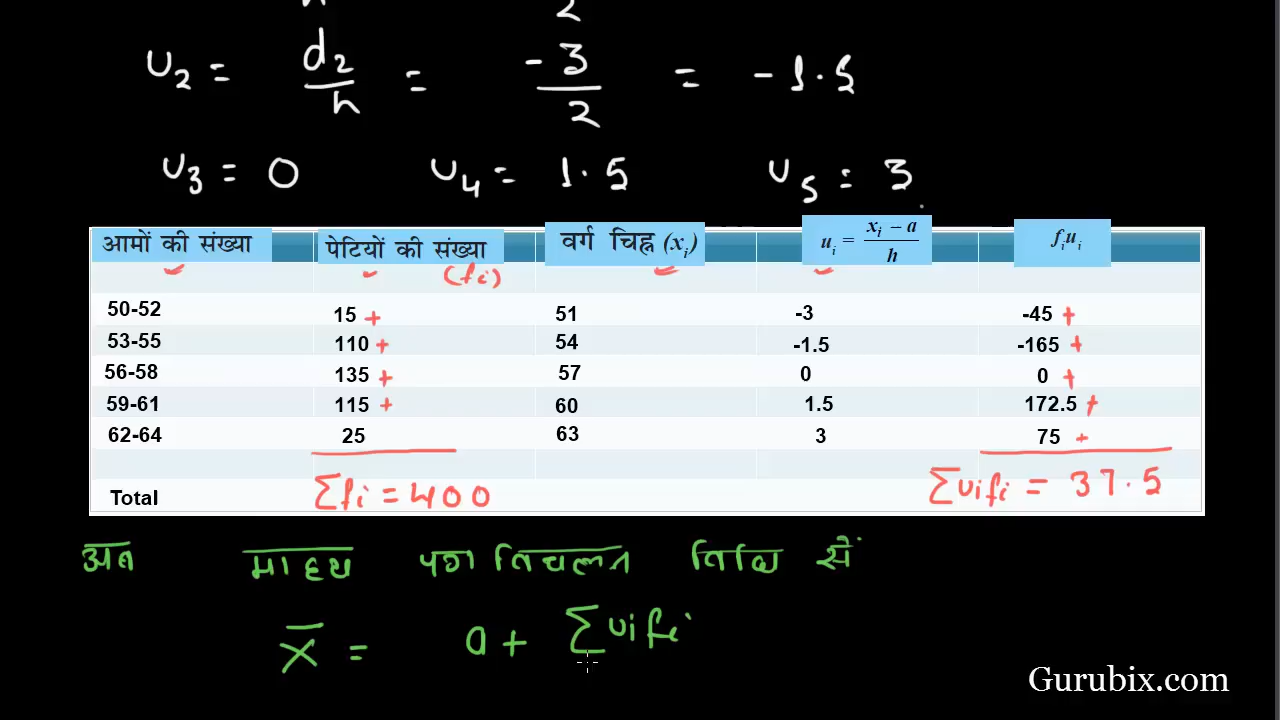 2
U2 = d2/h = -3/2 = -1.5
U3 = 0 U4 = 1.5 U5 = 3
आमों की संख्या पेटियों की संख्या वर्ग चिह्न (xi) ui = xi – a / h fiui
(fi)
50-52 15 + 51 -3 -45 +
53-55 110 + 54 -1.5 -165 +
56-58 135 + 57 0 0 +
59-61 115 + 60 1.5 172.5 +
62-64 25 63 3 75 +
Total Σfi = 400 Σuifi = 37.5
अब माध्य पग विचलन विधि से
X̄ = a + Σuifi
Gurubix.com